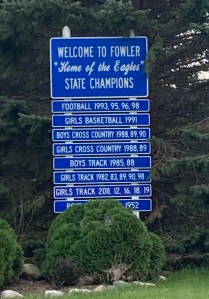 WELCOME TO FOWLER
"Home of the Eagles"
STATE CHAMPIONS
FOOTBALL 1993, 95, 96, 98
GIRLS BASKETBALL 1991
BOYS CROSS COUNTRY 1988, 89, 90
GIRLS CROSS COUNTRY 1988, 89
BOYS TRACK 1985, 88
GIRLS TRACK 1982, 83, 89, 90, 98
GIRLS TRACK 2011, 12, 16, 18, 19
1952